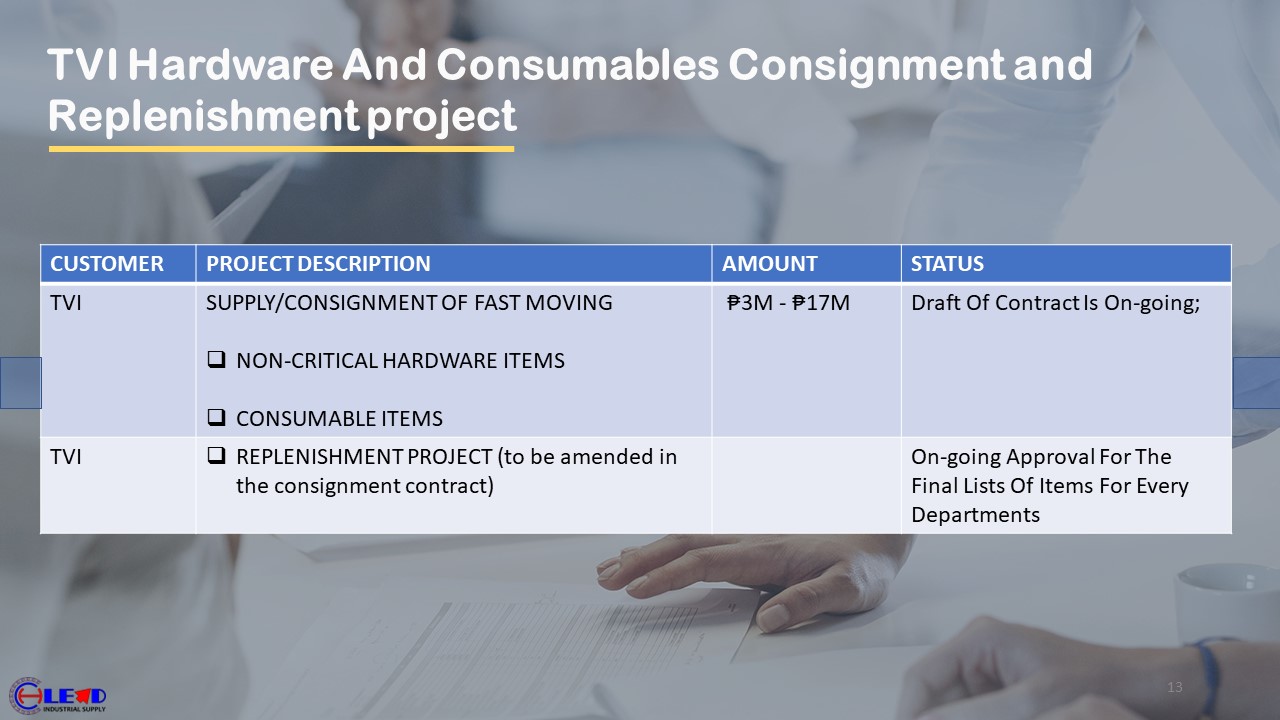 TVI Hardware And Consumables Consignment and
Replenishment project
CUSTOMER PROJECT DESCRIPTION AMOUNT STATUS
TVI SUPPLY/CONSIGNMENT OF FAST MOVING ₱3M - ₱17M Draft Of Contract Is On-going;
❑ NON-CRITICAL HARDWARE ITEMS
❑ CONSUMABLE ITEMS
TVI ❑ REPLENISHMENT PROJECT (to be amended in On-going Approval For The
the consignment contract) Final Lists Of Items For Every
Departments
LEAD
INDUSTRIAL SUPPLY
13